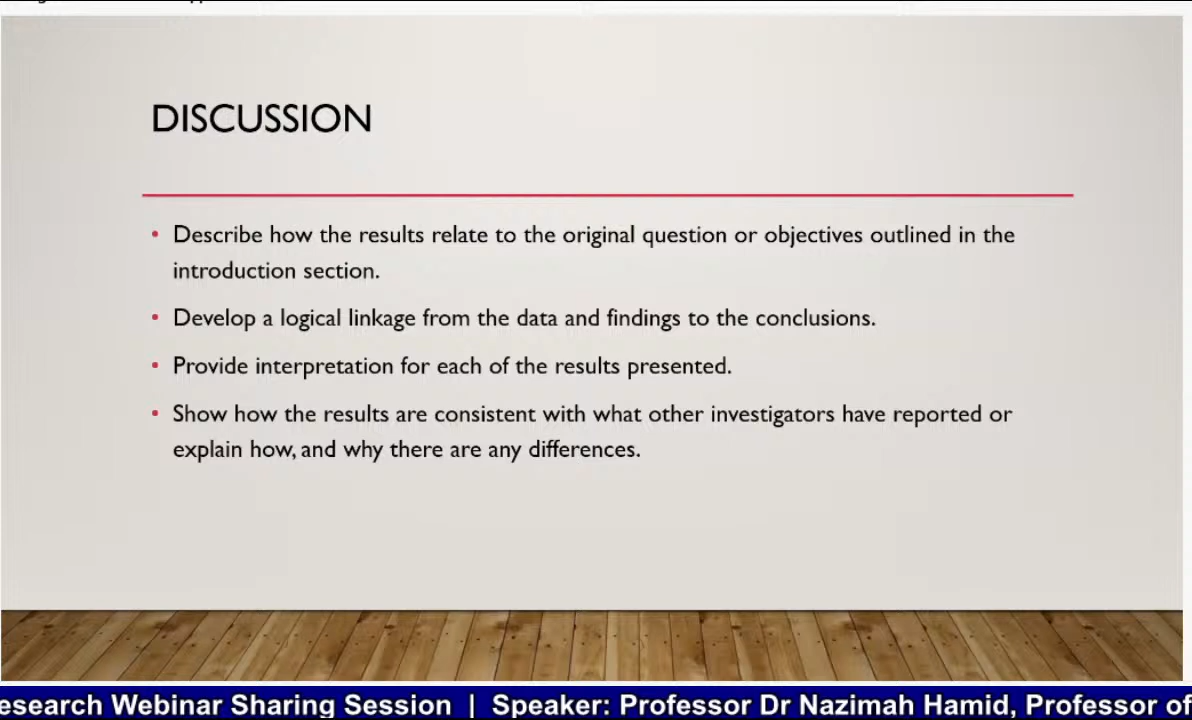 DISCUSSION
• Describe how the results relate to the original question or objectives outlined in the
introduction section.
• Develop a logical linkage from the data and findings to the conclusions.
• Provide interpretation for each of the results presented.
• Show how the results are consistent with what other investigators have reported or
explain how, and why there are any differences.
esearch Webinar Sharing Session | Speaker: Professor Dr Nazimah Hamid, Professor of